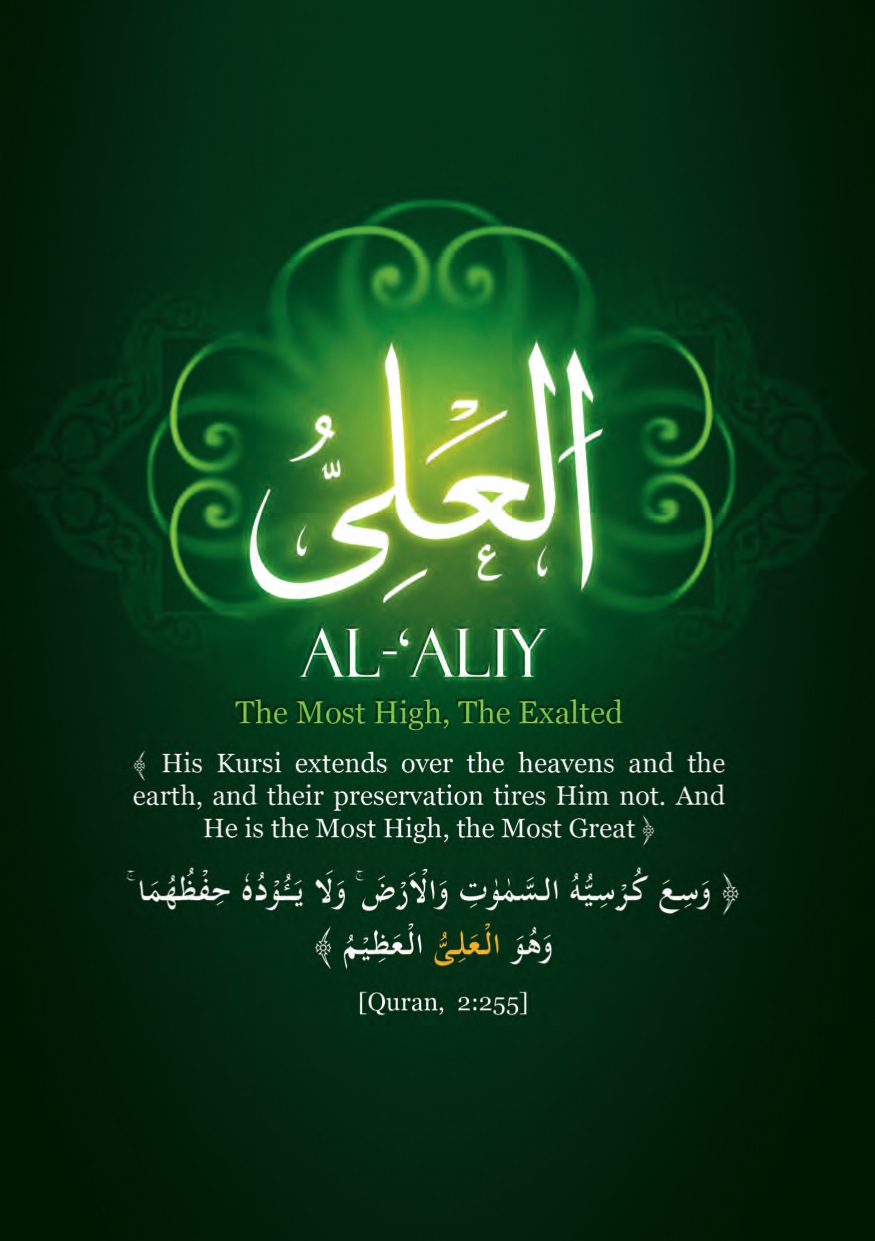 اَلْعَلِىُّ
AL-‘ALIY
The Most High, The Exalted
﴾ His Kursi extends over the heavens and the
earth, and their preservation tires Him not. And
He is the Most High, the Most Great ﴿
﴿ وَسِعَ كُرْسِيُّهُ السَّمٰوٰتِ وَالْاَرْضَ ۚ وَلَا يَـُٔوْدُهٗ حِفْظُهُمَا ۚ
وَهُوَ الْعَلِىُّ الْعَظِيْمُ ﴾
[Quran, 2:255]